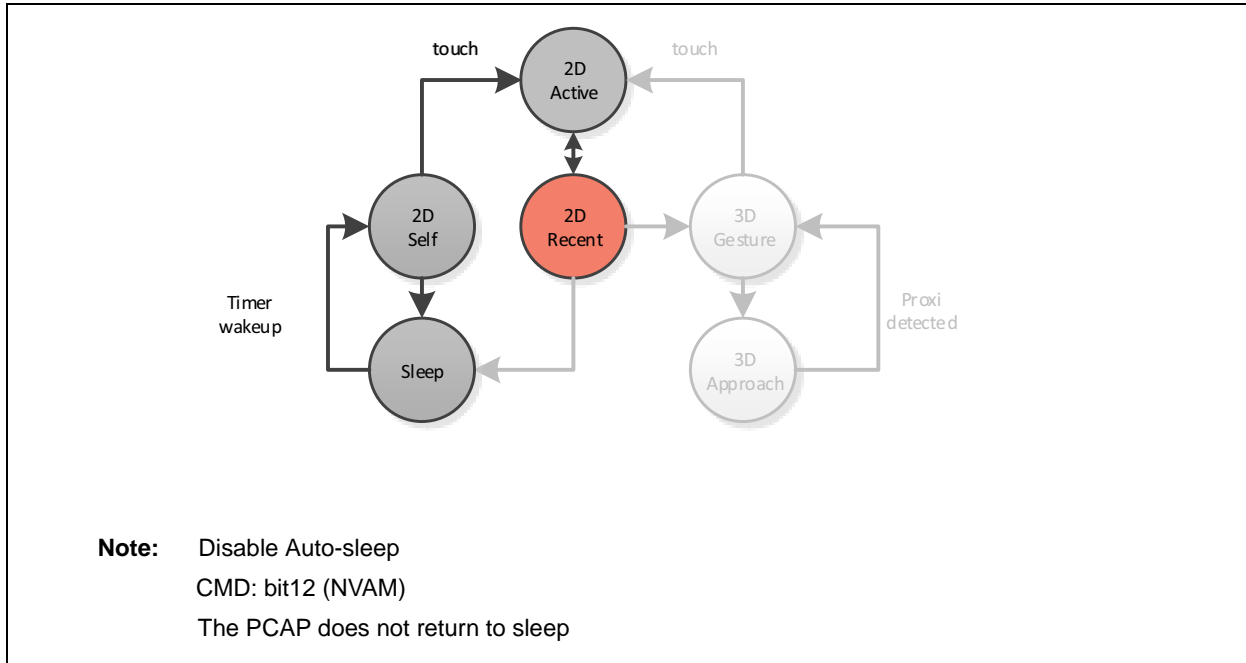 touch
touch
2D
Active
2D
Self
2D
Recent
3D
Gesture
Timer
wakeup
Proxi
detected
Sleep
3D
Approach
Note: Disable Auto-sleep
CMD: bit12 (NVAM)
The PCAP does not return to sleep